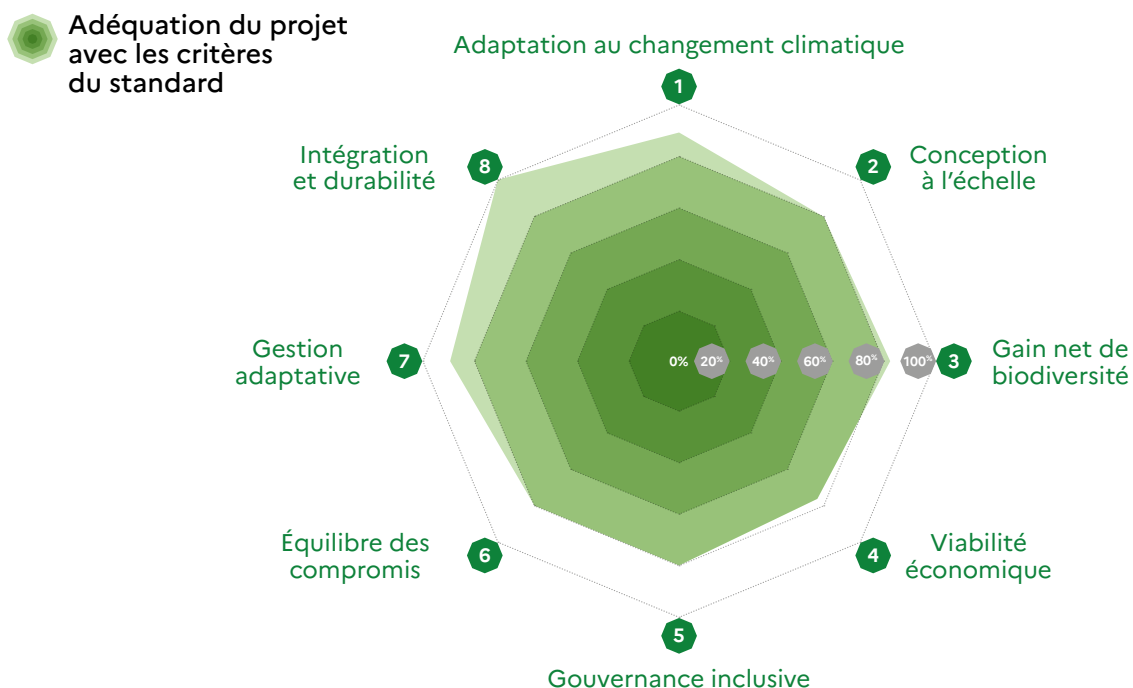 Adéquation du projet
avec les critères
du standard
Adaptation au changement climatique
1
2
Conception
à l’échelle
3
Gain net de
biodiversité
4
Viabilité
économique
5
Gouvernance inclusive
6
Équilibre des
compromis
7
Gestion
adaptative
8
Intégration
et durabilité
0% 20% 40% 60% 80% 100%